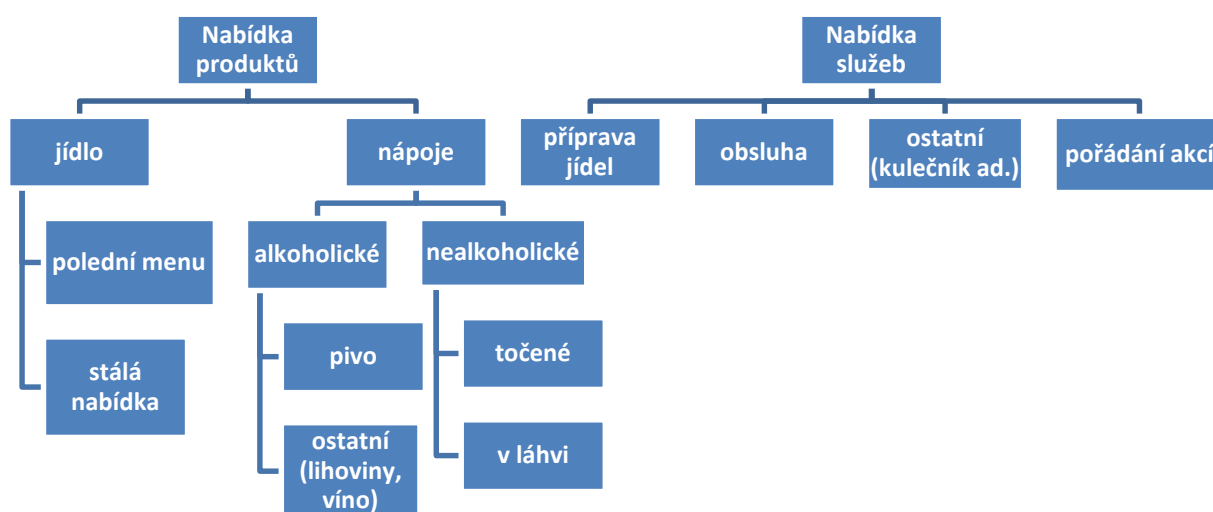 Nabídka
produktů
Nabídka
služeb
jídlo
nápoje
příprava
jídel
obsluha
ostatní
(kulečník ad.)
pořádání akcí
polední menu
alkoholické
nealkoholické
stálá
nabídka
pivo
točené
ostatní
(lihoviny,
víno)
v láhvi